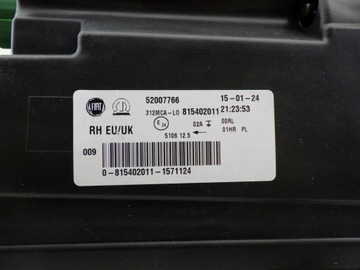 FIAT
52007766
15-01-24
312MCA-LO 815402011
21:23:53
RH EU/UK
E
02A
00RL
5106 12.5
01HR PL
009
0-815402011-1571124